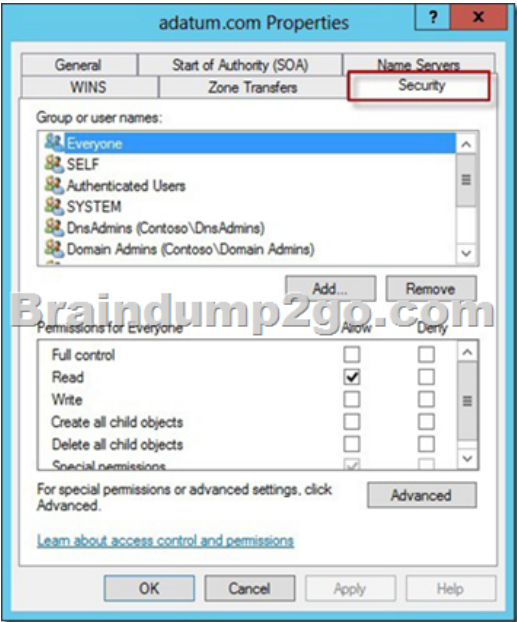 adatum.com Properties
?
x
General
Start of Authority (SOA)
Name Servers
WINS
Zone Transfers
Security
Group or user names:
Everyone
SELF
Authenticated Users
SYSTEM
DnsAdmins (Contoso\DnsAdmins)
Domain Admins (Contoso\Domain Admins)
Add...
Remove
Braindump2go.com
Permissions for Everyone
Allow
Deny
Full control
Read
Write
Create all child objects
Delete all child objects
Special permissions
For special permissions or advanced settings, click
Advanced.
Advanced
Learn about access control and permissions
OK
Cancel
Apply
Help